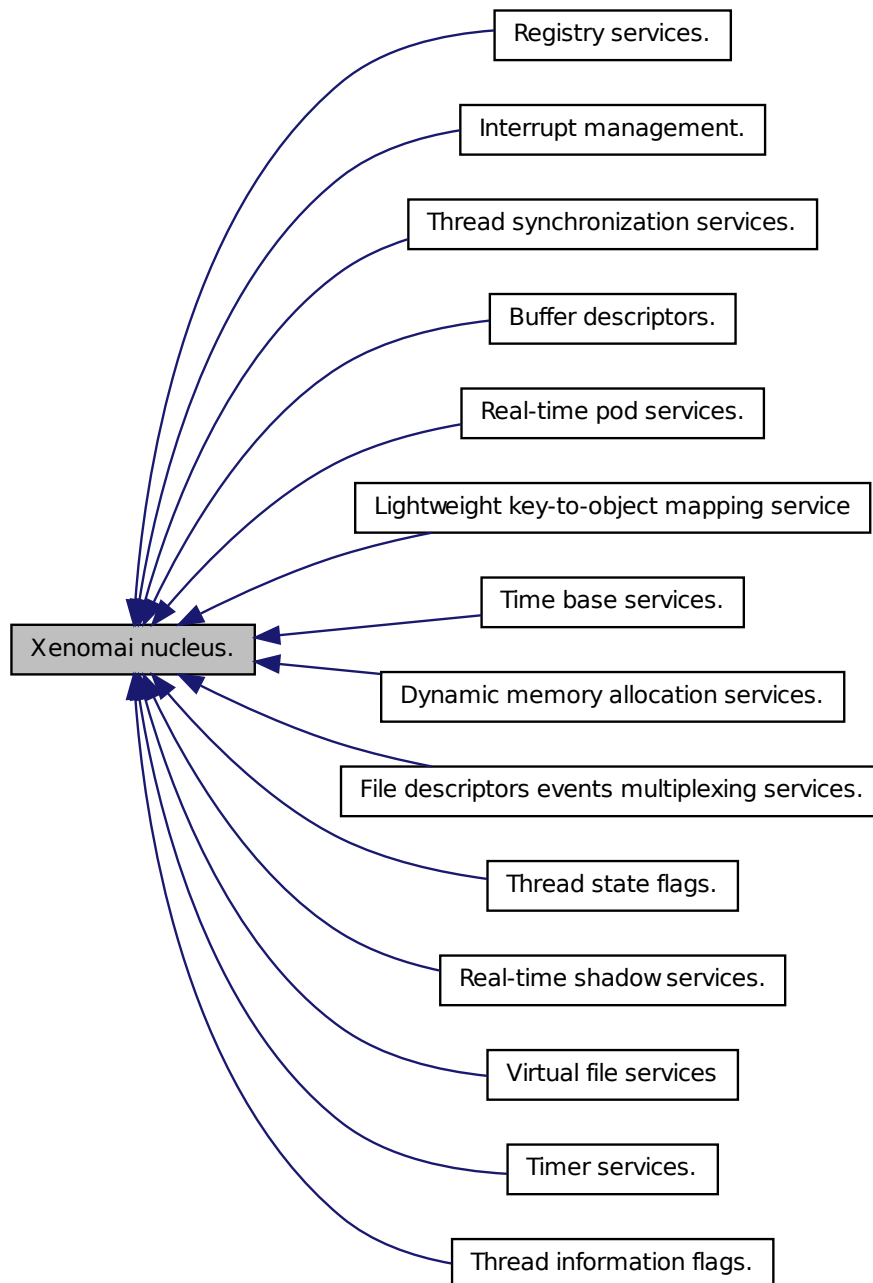 Registry services.
Interrupt management.
Thread synchronization services.
Buffer descriptors.
Real-time pod services.
Lightweight key-to-object mapping service
Time base services.
Xenomai nucleus.
Dynamic memory allocation services.
File descriptors events multiplexing services.
Thread state flags.
Real-time shadow services.
Virtual file services
Timer services.
Thread information flags.